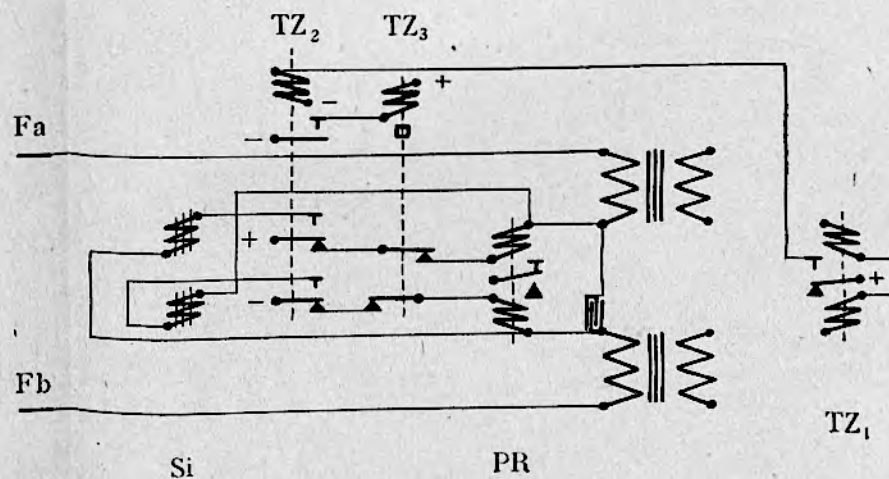 TZ₂ TZ₃
+
-
Fa
-
+
+
-
Fb
TZ₁
Si PR